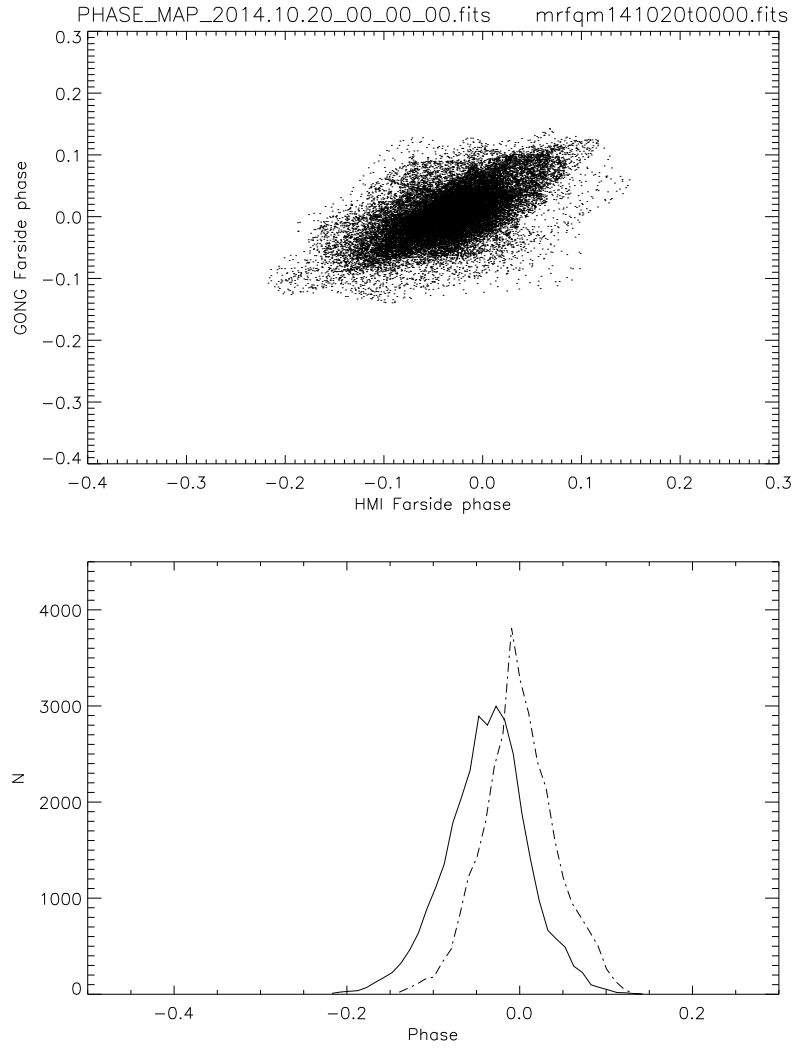 PHASE_MAP_2014.10.20_00_00_00.fits mrfqm141020t0000.fits
0.3
0.2
0.1
0.0
-0.1
-0.2
-0.3
-0.4
GONG Farside phase
-0.4 -0.3 -0.2 -0.1 0.0 0.1 0.2 0.3
HMI Farside phase
4000
3000
2000
1000
0
N
-0.4 -0.2 0.0 0.2
Phase